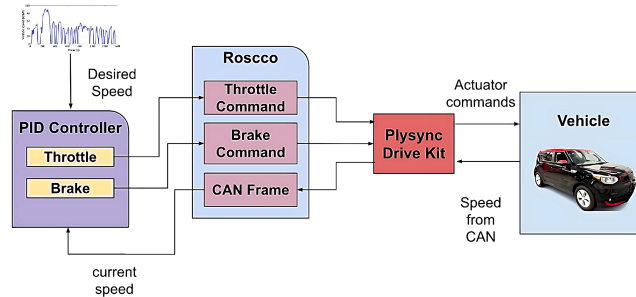 Desired
Speed
PID Controller
Throttle
Brake
current
speed
Roscco
Throttle
Command
Brake
Command
CAN Frame
Plysync
Drive Kit
Actuator
commands
Speed
from
CAN
Vehicle